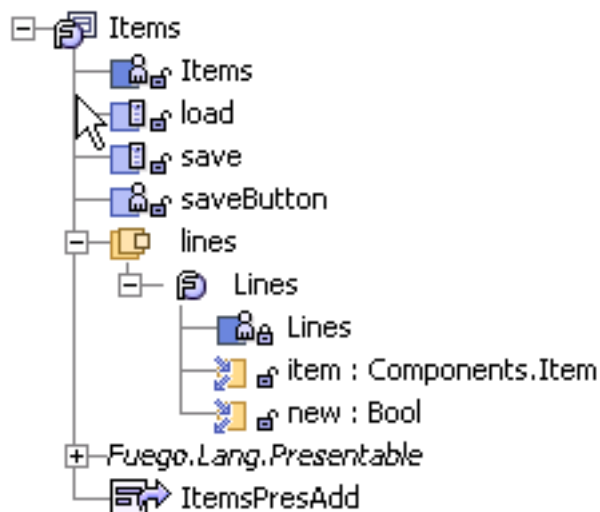 Items
Items
load
save
saveButton
lines
Lines
Lines
item : Components.Item
new : Bool
Fuego.Lang.Presentable
ItemsPresAdd